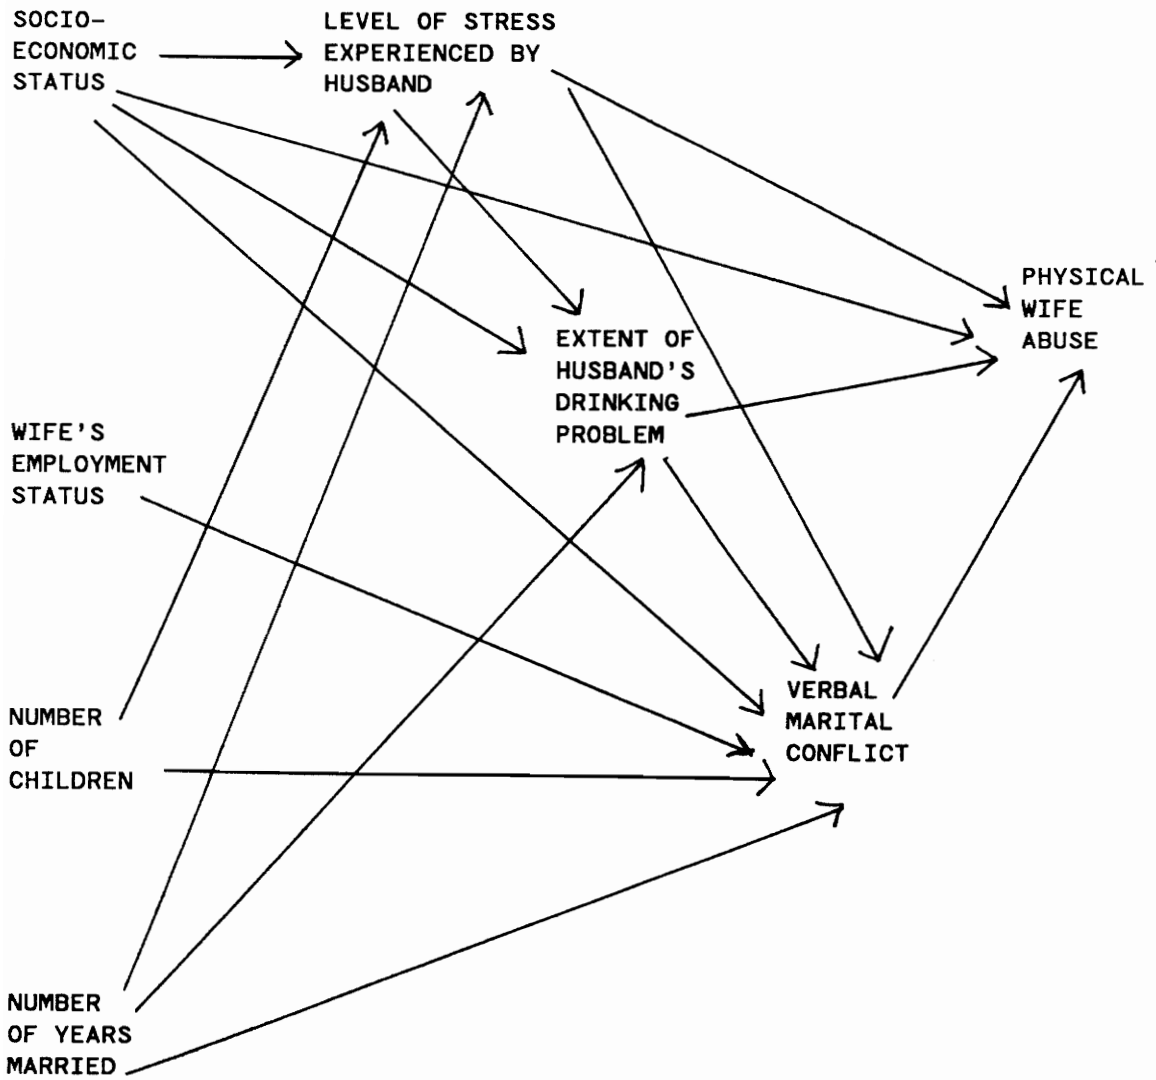 SOCIO-
ECONOMIC
STATUS
LEVEL OF STRESS
EXPERIENCED BY
HUSBAND
PHYSICAL
WIFE
ABUSE
EXTENT OF
HUSBAND'S
DRINKING
PROBLEM
WIFE'S
EMPLOYMENT
STATUS
VERBAL
MARITAL
CONFLICT
NUMBER
OF
CHILDREN
NUMBER
OF YEARS
MARRIED